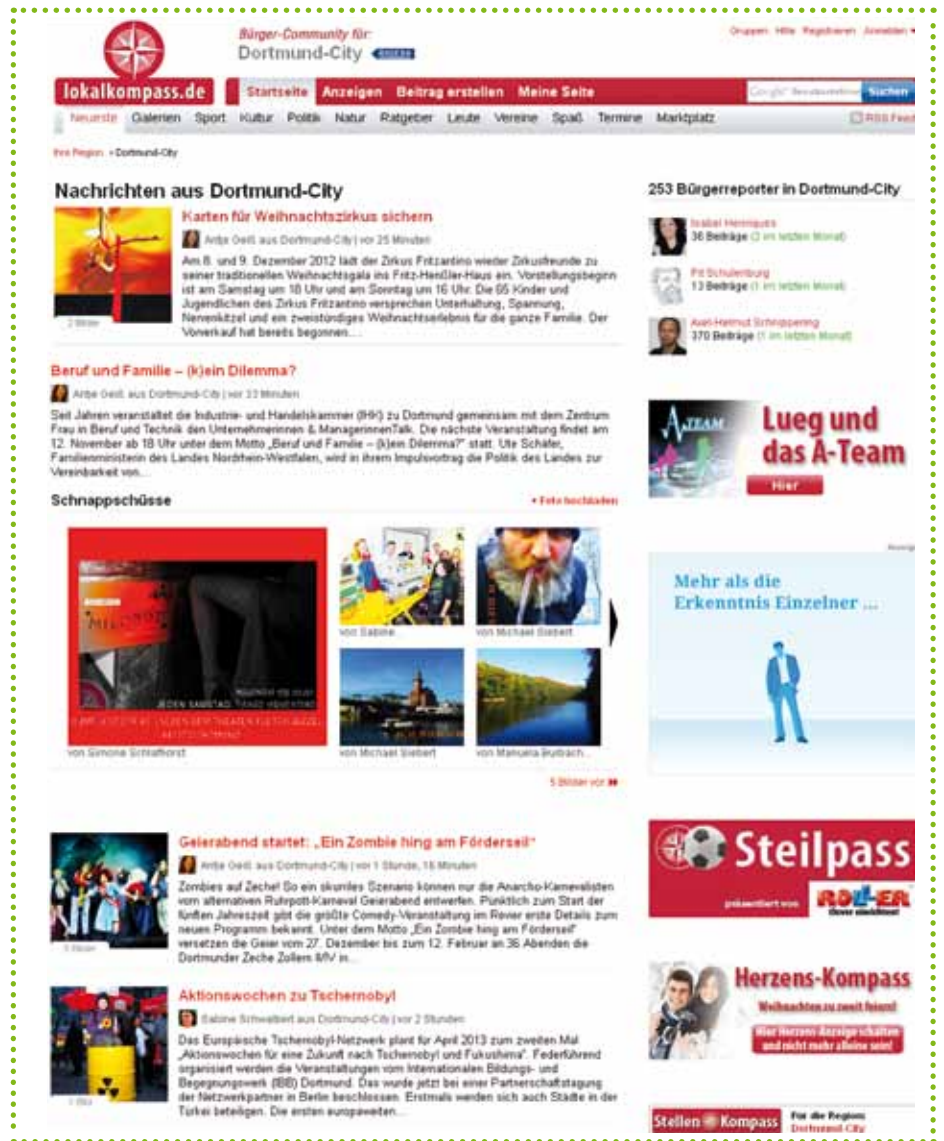 Bürger-Community für:
Dortmund-City
Gruppen Hilfe Registrieren Anmelden
lokalkompass.de
Startseite Anzeigen Beitrag erstellen Meine Seite
Suchen
Neueste Galerien Sport Kultur Politik Natur Ratgeber Leute Vereine Spaß Termine Marktplatz
RSS Feed
Ihre Region » Dortmund-City
Nachrichten aus Dortmund-City
Karten für Weihnachtszirkus sichern
Antje Geiß aus Dortmund-City | vor 25 Minuten
Am 8. und 9. Dezember 2012 lädt der Zirkus Fritzantino wieder Zirkusfreunde zu
seiner traditionellen Weihnachtsgala ins Fritz-Henßler-Haus ein. Vorstellungsbeginn
ist am Samstag um 18 Uhr und am Sonntag um 16 Uhr. Die 65 Kinder und
Jugendlichen des Zirkus Fritzantino versprechen Unterhaltung, Spannung,
Nervenkitzel und ein zweistündiges Weihnachtserlebnis für die ganze Familie. Der
Vorverkauf hat bereits begonnen....
2 Bilder
Beruf und Familie – (k)ein Dilemma?
Antje Geiß aus Dortmund-City | vor 33 Minuten
Seit Jahren veranstaltet die Industrie- und Handelskammer (IHK) zu Dortmund gemeinsam mit dem Zentrum
Frau in Beruf und Technik den Unternehmerinnen & ManagerinnenTalk. Die nächste Veranstaltung findet am
12. November ab 18 Uhr unter dem Motto „Beruf und Familie – (k)ein Dilemma?" statt. Ute Schäfer,
Familienministerin des Landes Nordrhein-Westfalen, wird in ihrem Impulsvortrag die Politik des Landes zur
Vereinbarkeit von...
Schnappschüsse
Foto hochladen
von Sabine...
von Michael Siebert
von Simone Schlafhorst
von Michael Siebert
von Manuela Burbach...
5 Bilder vor
Geierabend startet: „Ein Zombie hing am Förderseil"
Antje Geiß aus Dortmund-City | vor 1 Stunde, 16 Minuten
Zombies auf Zeche! So ein skurriles Szenario können nur die Anarcho-Karnevalisten
vom alternativen Ruhrpott-Karneval Geierabend entwerfen. Pünktlich zum Start der
fünften Jahreszeit gibt die größte Comedy-Veranstaltung im Revier erste Details zum
neuen Programm bekannt. Unter dem Motto „Ein Zombie hing am Förderseil"
versetzen die Geier vom 27. Dezember bis zum 12. Februar an 36 Abenden die
Dortmunder Zeche Zollern II/IV in...
Aktionswochen zu Tschernobyl
Sabine Schwalbert aus Dortmund-City | vor 2 Stunden
Das Europäische Tschernobyl-Netzwerk plant für April 2013 zum zweiten Mal
„Aktionswochen für eine Zukunft nach Tschernobyl und Fukushima". Federführend
organisiert werden die Veranstaltungen vom Internationalen Bildungs- und
Begegnungswerk (IBB) Dortmund. Das wurde jetzt bei einer Partnerschaftstagung
der Netzwerkpartner in Berlin beschlossen. Erstmals werden sich auch Städte in der
Türkei beteiligen. Die ersten europaweiten...
1 Bild
253 Bürgerreporter in Dortmund-City
Isabel Henniques
36 Beiträge (2 im letzten Monat)
Pit Schulenburg
13 Beiträge (1 im letzten Monat)
Axel-Helmut Schnippering
370 Beiträge (1 im letzten Monat)
A-TEAM
Lueg und
das A-Team
Hier
Anzeige
Mehr als die
Erkenntnis Einzelner ...
Steilpass
präsentiert von
ROLLER
Clever einrichten!
Herzens-Kompass
Weihnachten zu zweit feiern!
Hier Herzens-Anzeige schalten
und nicht mehr alleine sein!
Stellen Kompass
Für die Region:
Dortmund-City